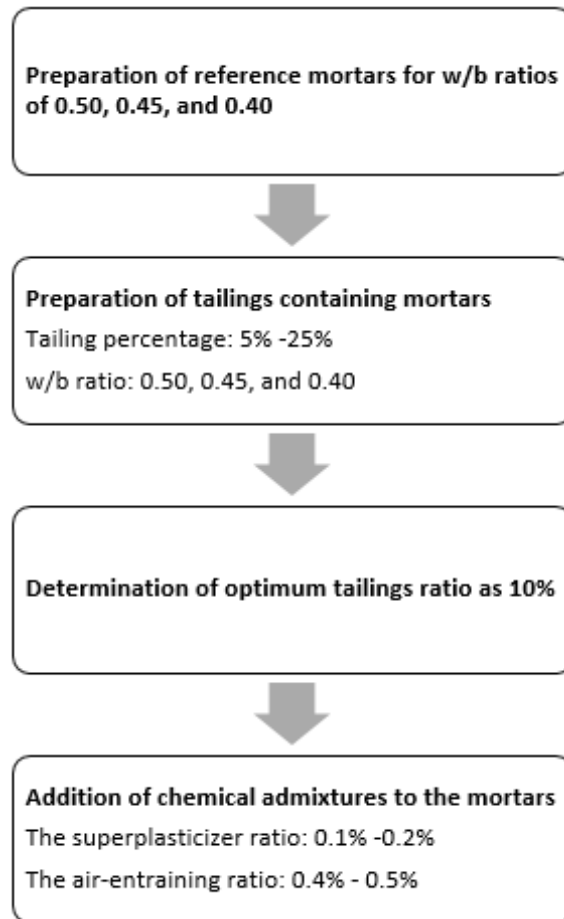 Preparation of reference mortars for w/b ratios
of 0.50, 0.45, and 0.40
Preparation of tailings containing mortars
Tailing percentage: 5% -25%
w/b ratio: 0.50, 0.45, and 0.40
Determination of optimum tailings ratio as 10%
Addition of chemical admixtures to the mortars
The superplasticizer ratio: 0.1% -0.2%
The air-entraining ratio: 0.4% - 0.5%